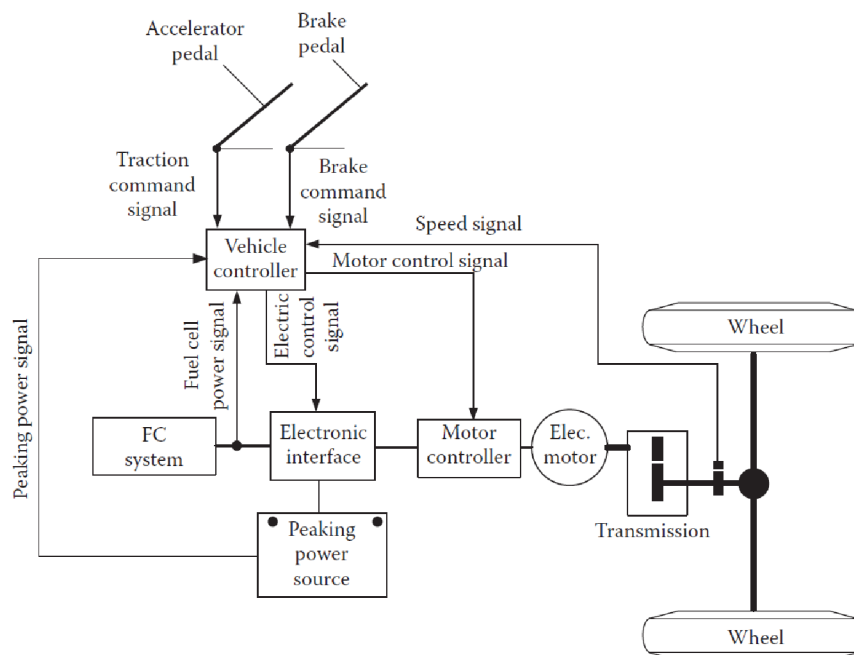 Accelerator
pedal
Brake
pedal
Traction
command
signal
Brake
command
signal
Speed signal
Vehicle
controller
Motor control signal
Peaking power signal
Fuel cell
power signal
Electric
control
signal
FC
system
Electronic
interface
Motor
controller
Elec.
motor
Wheel
Transmission
Peaking
power
source
Wheel